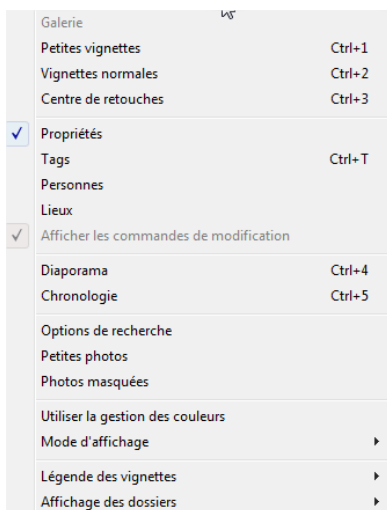 Galerie
Petites vignettes Ctrl+1
Vignettes normales Ctrl+2
Centre de retouches Ctrl+3
Propriétés
Tags Ctrl+T
Personnes
Lieux
Afficher les commandes de modification
Diaporama Ctrl+4
Chronologie Ctrl+5
Options de recherche
Petites photos
Photos masquées
Utiliser la gestion des couleurs
Mode d'affichage
Légende des vignettes
Affichage des dossiers